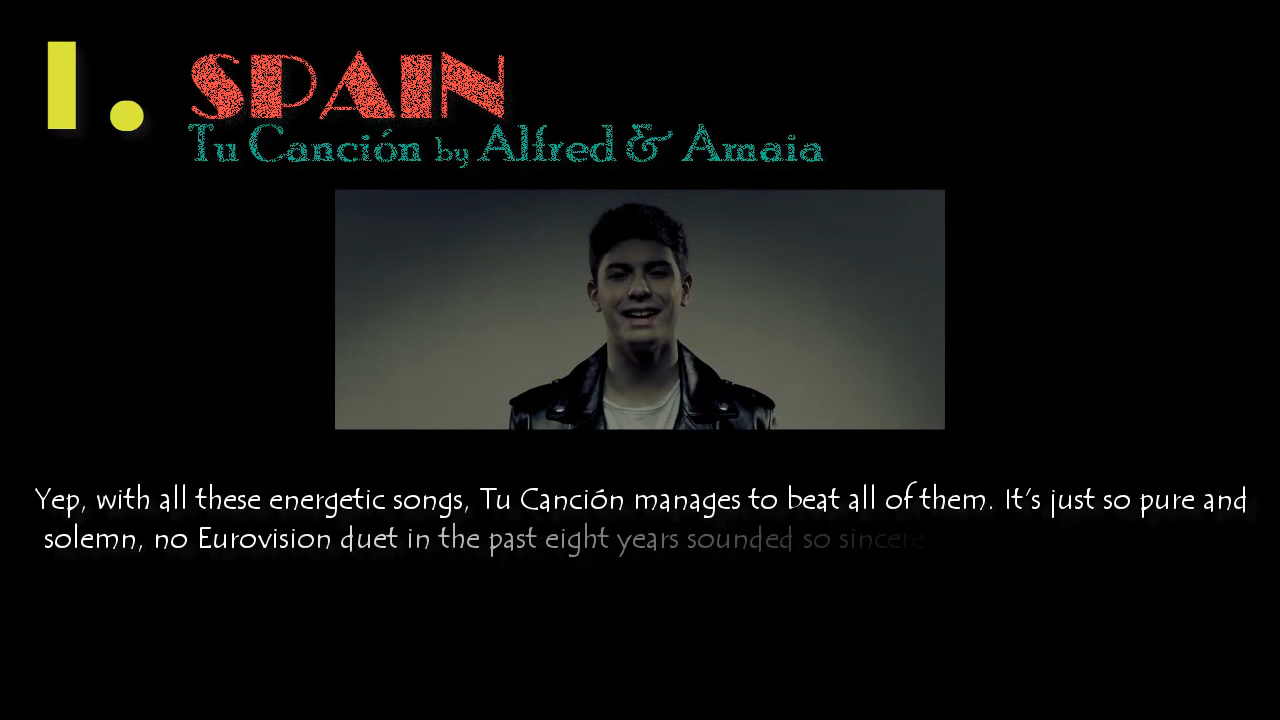 1. SPAIN
Tu Canción by Alfred & Amaia
Yep, with all these energetic songs, Tu Canción manages to beat all of them. It's just so pure and
solemn, no Eurovision duet in the past eight years sounded so sincere